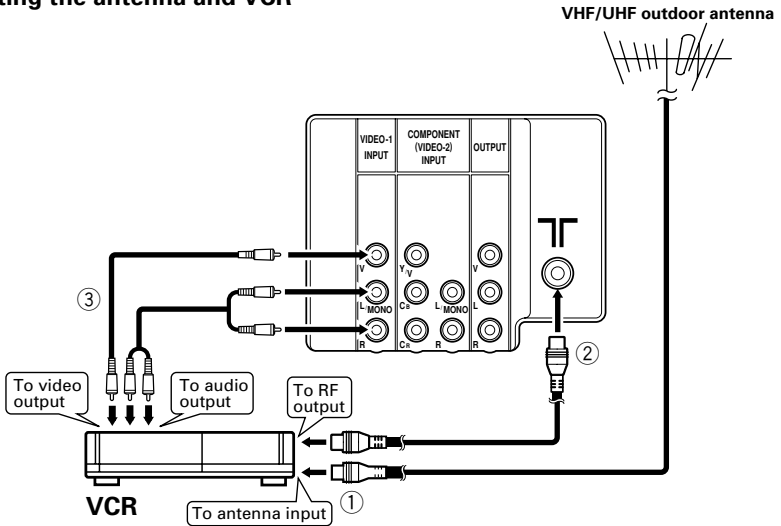 ting the antenna and VCR
VHF/UHF outdoor antenna
VIDEO-1
INPUT
COMPONENT
(VIDEO-2)
INPUT
OUTPUT
V
Y/V
V
L/MONO
CB
L/MONO
L
R
CR
R
R
③
②
To video
output
To audio
output
To RF
output
VCR
To antenna input
①